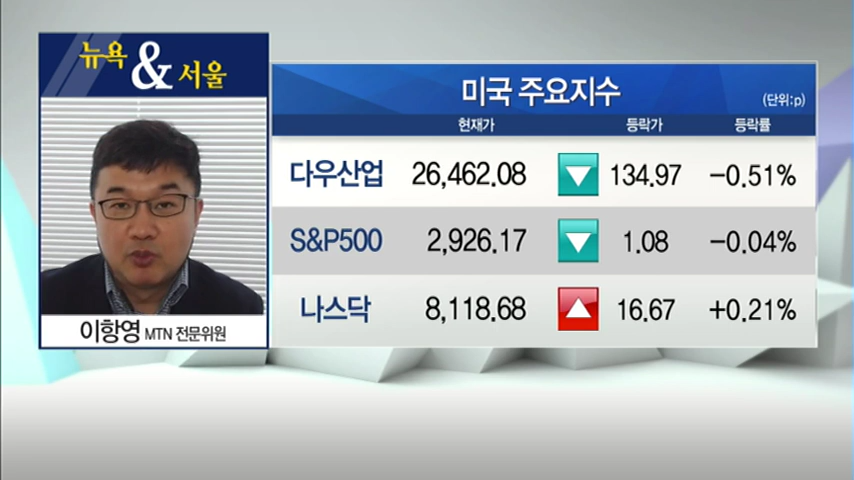 뉴욕 & 서울
이항영 MTN 전문위원
미국 주요지수
(단위:p)
현재가 등락가 등락률
다우산업 26,462.08 ▼ 134.97 -0.51%
S&P500 2,926.17 ▼ 1.08 -0.04%
나스닥 8,118.68 ▲ 16.67 +0.21%